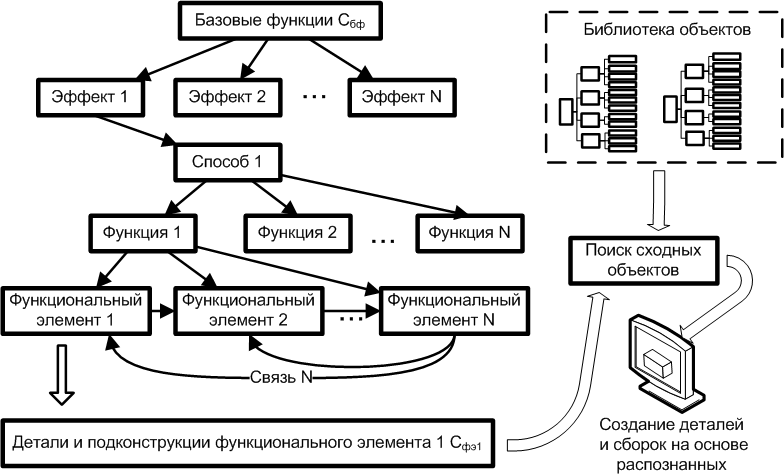 Базовые функции Сбф
Эффект 1
Эффект 2
...
Эффект N
Способ 1
Функция 1
Функция 2
...
Функция N
Функциональный
элемент 1
Функциональный
элемент 2
...
Функциональный
элемент N
Связь N
Детали и подконструкции функционального элемента 1 Сфэ1
Библиотека объектов
Поиск сходных
объектов
Создание деталей
и сборок на основе
распознанных